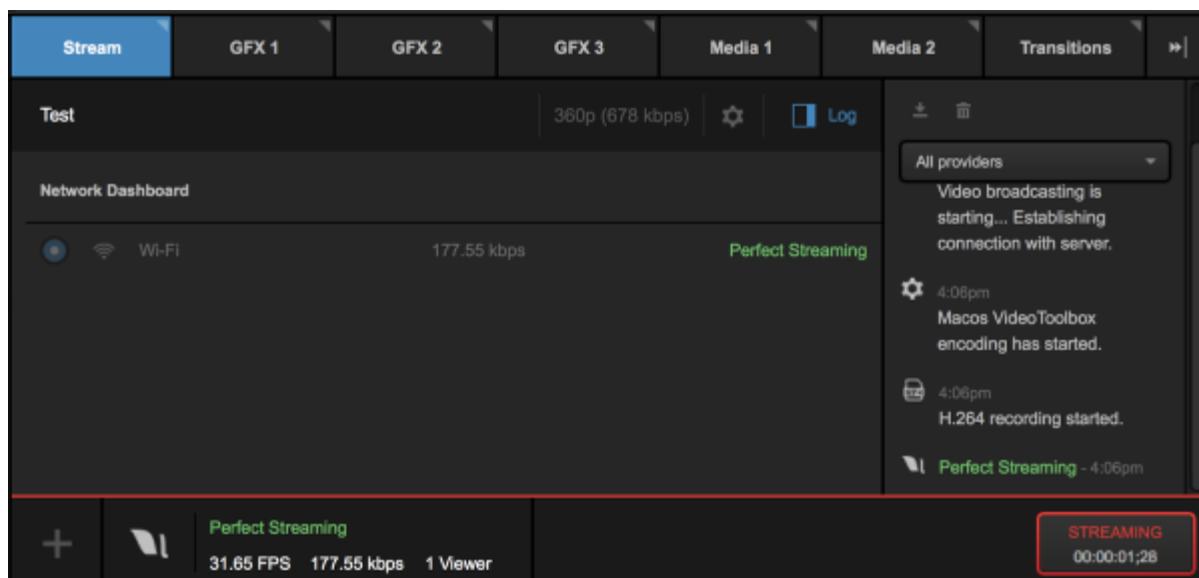 Stream GFX 1 GFX 2 GFX 3 Media 1 Media 2 Transitions
Test 360p (678 kbps) Log
All providers
Network Dashboard
Wi-Fi 177.55 kbps Perfect Streaming
Video broadcasting is
starting... Establishing
connection with server.
4:06pm
Macos VideoToolbox
encoding has started.
4:06pm
H.264 recording started.
Perfect Streaming - 4:06pm
Perfect Streaming
31.65 FPS 177.55 kbps 1 Viewer
STREAMING
00:00:01;28